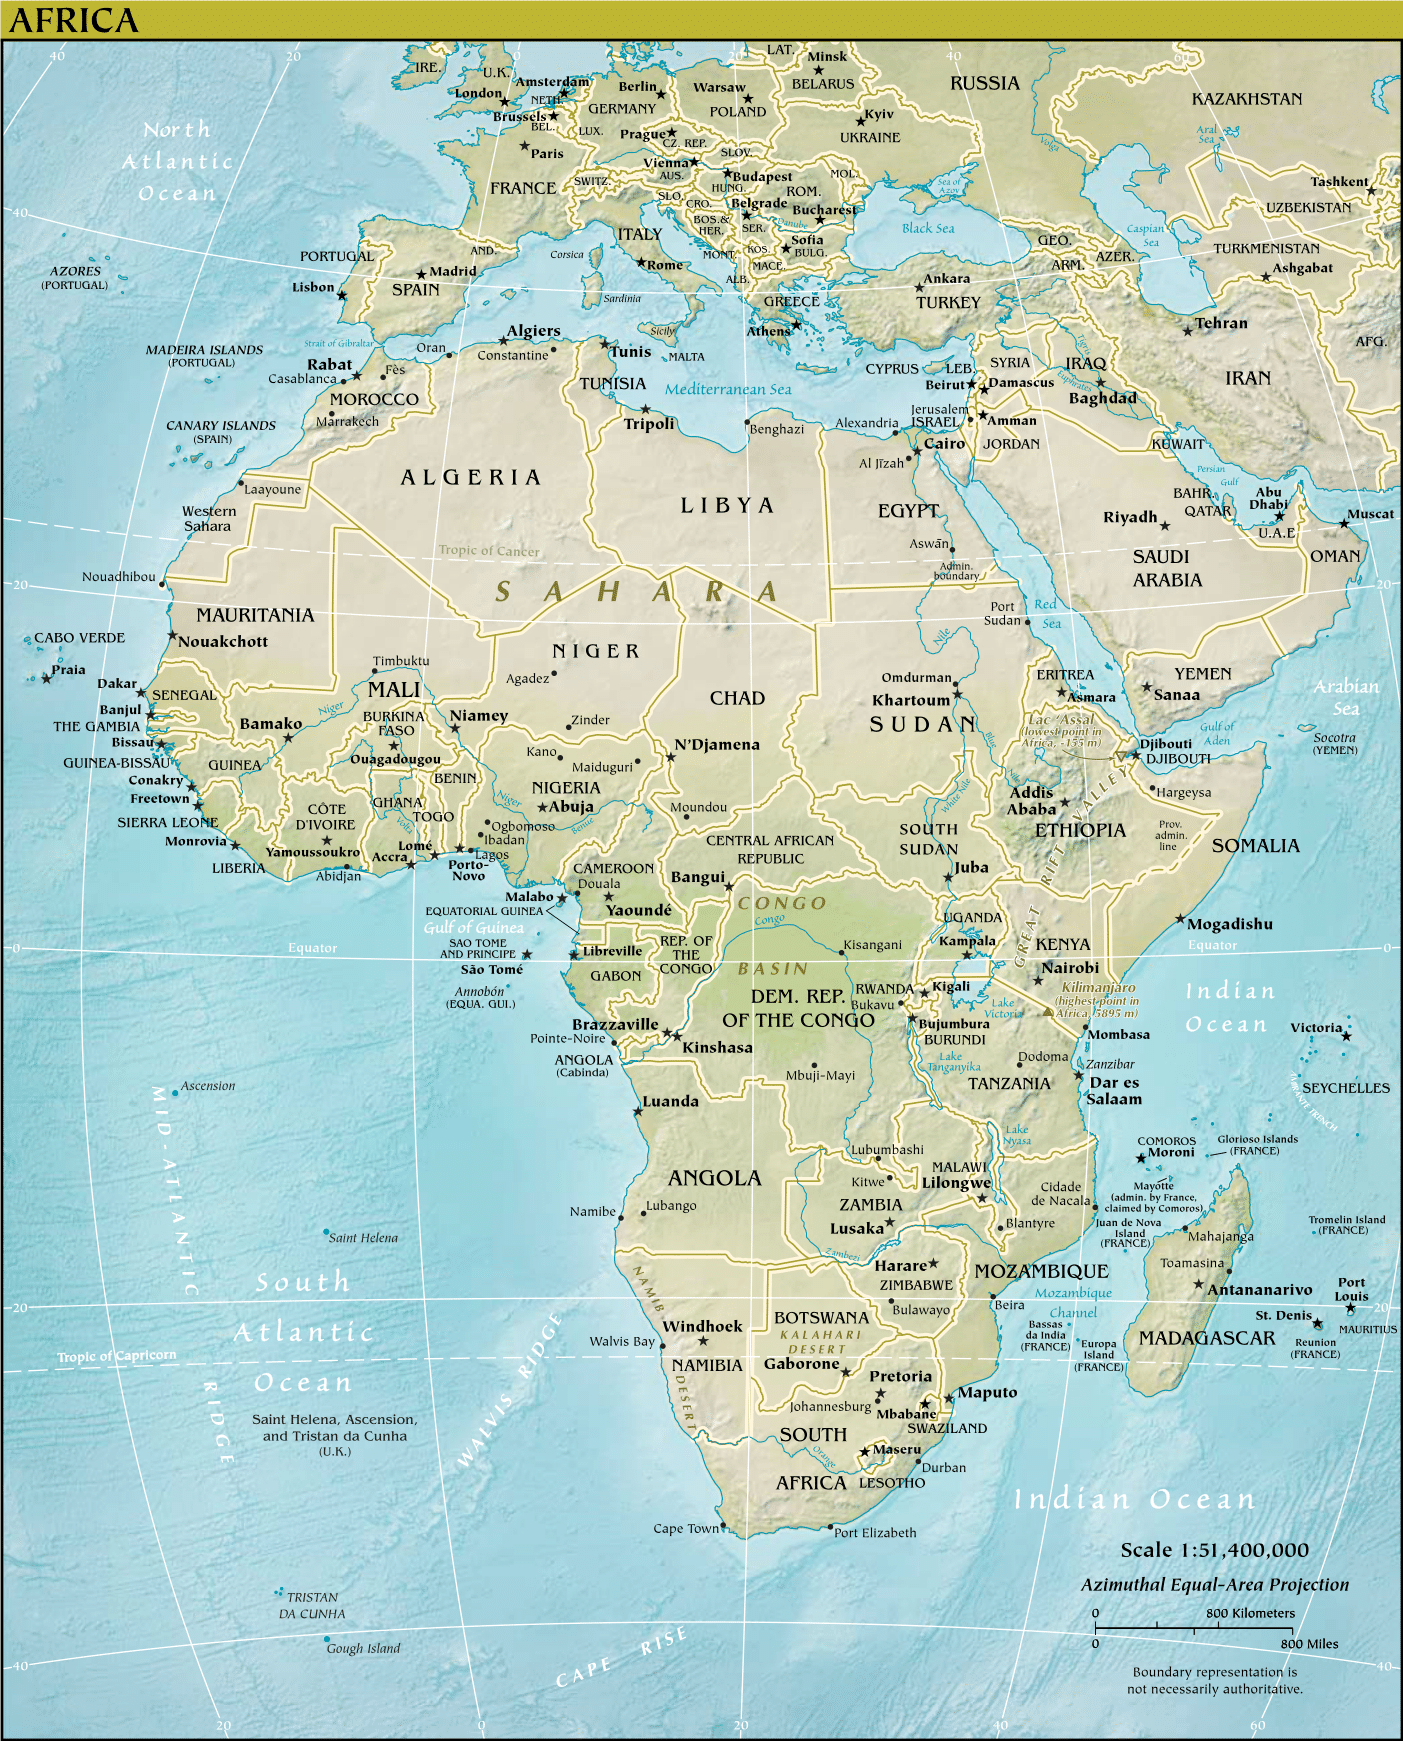 AFRICA
40
20
0
20
40
60
IRE.
U.K.
London
Amsterdam
NETH.
Brussels
BEL.
LUX.
Berlin
GERMANY
Warsaw
POLAND
LAT.
Minsk
BELARUS
RUSSIA
KAZAKHSTAN
Aral
Sea
Volga
Kyiv
UKRAINE
Prague
CZ. REP.
SLOV.
Paris
FRANCE
SWITZ.
Vienna
AUS.
Budapest
HUNG.
MOL.
ROM.
SLO.
CRO.
Belgrade
BOS.&
HER.
SER.
Bucharest
Danube
Sofia
BULG.
KOS.
MONT.
MACE.
ALB.
ITALY
Rome
Corsica
Sardinia
Sicily
MALTA
GREECE
Athens
Sea of
Azov
Black Sea
Caspian
Sea
GEO.
ARM.
AZER.
Tashkent
UZBEKISTAN
TURKMENISTAN
Ashgabat
Ankara
TURKEY
Tehran
IRAN
AFG.
North
Atlantic
Ocean
40
AZORES
(PORTUGAL)
PORTUGAL
Lisbon
Madrid
SPAIN
AND.
MADEIRA ISLANDS
(PORTUGAL)
CANARY ISLANDS
(SPAIN)
Strait of Gibraltar
Rabat
Casablanca
Fès
MOROCCO
Marrakech
Oran
Algiers
Constantine
Tunis
TUNISIA
Tripoli
Mediterranean Sea
Benghazi
Alexandria
Cairo
Al Jīzah
CYPRUS
LEB.
Beirut
SYRIA
Damascus
Jerusalem
ISRAEL
Amman
JORDAN
IRAQ
Tigris
Euphrates
Baghdad
KUWAIT
Persian
Gulf
BAHR.
QATAR
Abu
Dhabi
U.A.E
Muscat
OMAN
Riyadh
SAUDI
ARABIA
Laayoune
Western
Sahara
ALGERIA
LIBYA
EGYPT
Aswān
Admin.
boundary
Tropic of Cancer
SAHARA
20
20
Nouadhibou
MAURITANIA
Nouakchott
CABO VERDE
Praia
Dakar
SENEGAL
Banjul
THE GAMBIA
Bissau
GUINEA-BISSAU
Conakry
GUINEA
Freetown
SIERRA LEONE
Monrovia
LIBERIA
Timbuktu
MALI
Niger
Bamako
BURKINA
FASO
Ouagadougou
Niamey
NIGER
Agadez
Zinder
Kano
Maiduguri
NIGERIA
Abuja
Niger
Benue
Ogbomoso
Ibadan
Lagos
BENIN
Porto-
Novo
TOGO
Lomé
GHANA
Volta
Accra
CÔTE
D'IVOIRE
Yamoussoukro
Abidjan
CHAD
N'Djamena
Moundou
Port
Sudan
Red
Sea
Nile
Omdurman
Khartoum
SUDAN
Blue
Nile
White Nile
ERITREA
Asmara
YEMEN
Sanaa
Lac 'Assal
(lowest point in
Africa, -155 m)
Gulf of
Aden
Arabian
Sea
Socotra
(YEMEN)
Djibouti
DJIBOUTI
Hargeysa
Addis
Ababa
ETHIOPIA
Prov.
admin.
line
SOMALIA
Mogadishu
SOUTH
SUDAN
Juba
CENTRAL AFRICAN
REPUBLIC
Bangui
CAMEROON
Douala
Yaoundé
Malabo
EQUATORIAL GUINEA
Gulf of Guinea
SAO TOME
AND PRINCIPE
São Tomé
Annobón
(EQUA. GUI.)
Libreville
GABON
REP. OF
THE
CONGO
CONGO
BASIN
Congo
Kisangani
DEM. REP.
OF THE CONGO
Brazzaville
Kinshasa
Pointe-Noire
ANGOLA
(Cabinda)
Mbuji-Mayi
0
Equator
Equator
0
UGANDA
Kampala
GREAT RIFT VALLEY
KENYA
Nairobi
Lake
Victoria
Kilimanjaro
(highest point in
Africa, 5895 m)
RWANDA
Kigali
Bukavu
Bujumbura
BURUNDI
Lake
Tanganyika
Mombasa
Dodoma
Zanzibar
TANZANIA
Dar es
Salaam
Indian
Ocean
Victoria
SEYCHELLES
AMIRANTE TRENCH
Ascension
MID-ATLANTIC RIDGE
Luanda
ANGOLA
Namibe
Lubango
Lubumbashi
Kitwe
ZAMBIA
Lusaka
Lake
Nyasa
MALAWI
Lilongwe
Blantyre
Cidade
de Nacala
COMOROS
Moroni
Glorioso Islands
(FRANCE)
Mayotte
(admin. by France,
claimed by Comoros)
Juan de Nova
Island
(FRANCE)
Mahajanga
Toamasina
Antananarivo
MADAGASCAR
Tromelin Island
(FRANCE)
Port
Louis
MAURITIUS
St. Denis
Reunion
(FRANCE)
Saint Helena
South
Atlantic
Ocean
20
20
Tropic of Capricorn
Saint Helena, Ascension,
and Tristan da Cunha
(U.K.)
WALVIS RIDGE
Zambezi
Harare
ZIMBABWE
Bulawayo
MOZAMBIQUE
Beira
Mozambique
Channel
Bassas
da India
(FRANCE)
Europa
Island
(FRANCE)
NAMIB
DESERT
Windhoek
Walvis Bay
NAMIBIA
BOTSWANA
KALAHARI
DESERT
Gaborone
Pretoria
Johannesburg
Maputo
Mbabane
SWAZILAND
SOUTH
AFRICA
Orange
Maseru
LESOTHO
Durban
Cape Town
Port Elizabeth
Indian Ocean
TRISTAN
DA CUNHA
Gough Island
CAPE RISE
Scale 1:51,400,000
Azimuthal Equal-Area Projection
0
800 Kilometers
0
800 Miles
Boundary representation is
not necessarily authoritative.
40
40
20
0
20
40
60